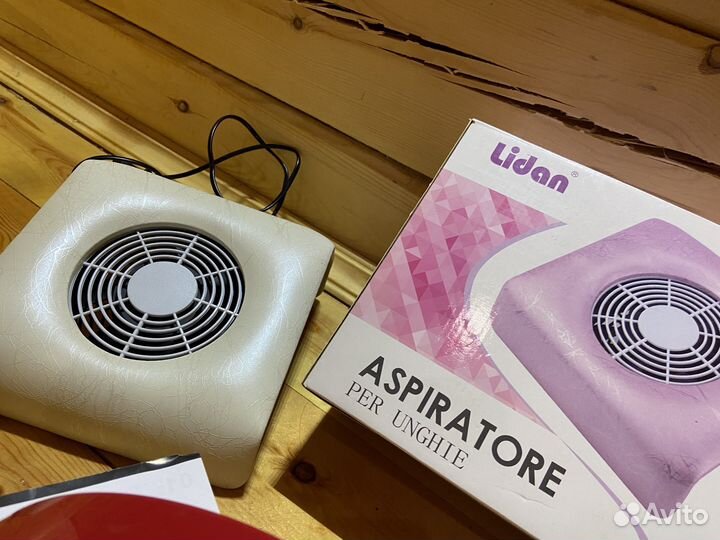 Lidan®
ASPIRATORE
PER UNGHIE
Avito